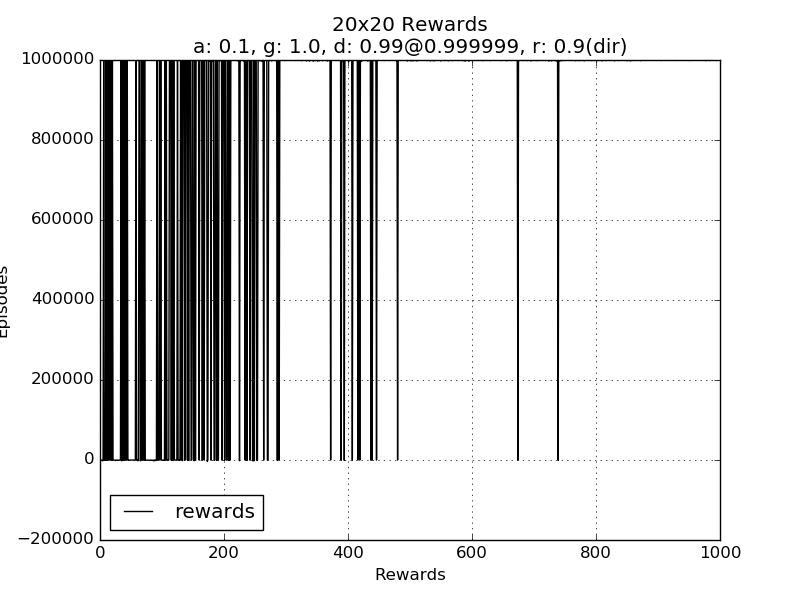 20x20 Rewards
a: 0.1, g: 1.0, d: 0.99@0.999999, r: 0.9(dir)
1000000
800000
600000
400000
200000
0
−200000
Episodes
rewards
0 200 400 600 800 1000
Rewards